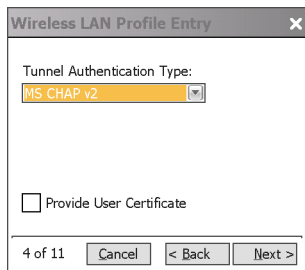 Wireless LAN Profile Entry
Tunnel Authentication Type:
MS CHAP v2
Provide User Certificate
4 of 11 Cancel < Back Next >